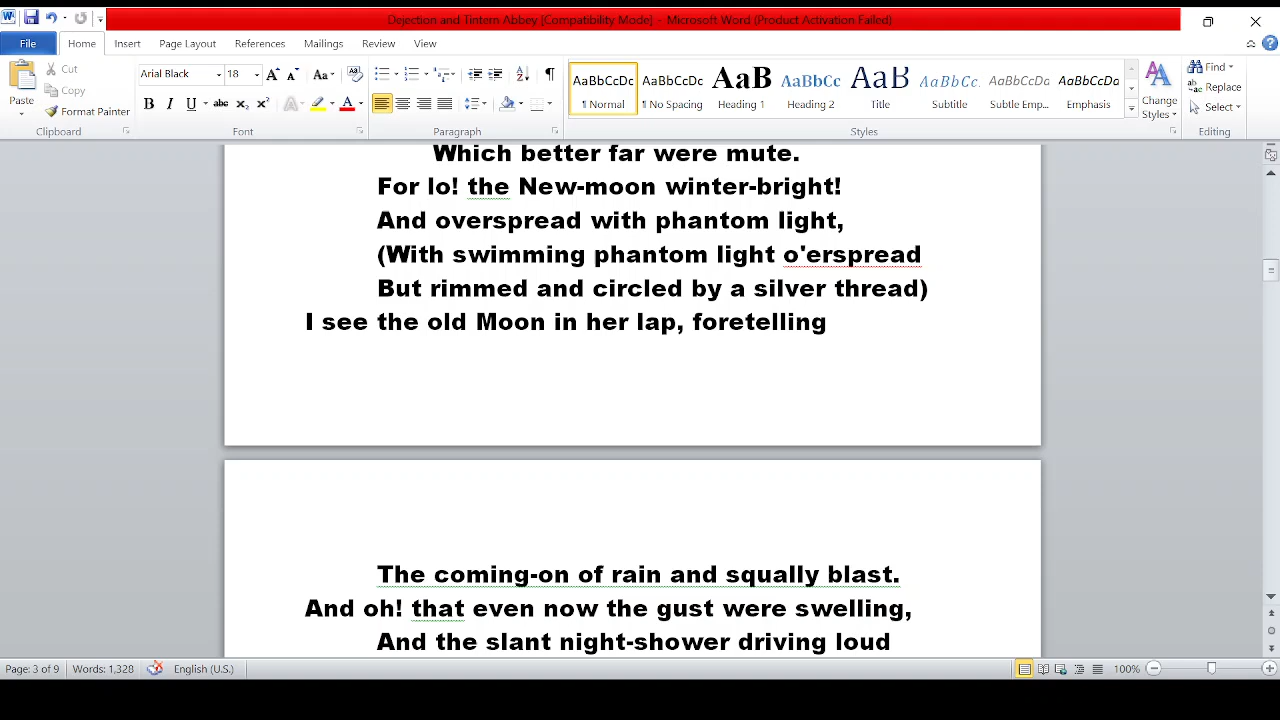 Dejection and Tintern Abbey [Compatibility Mode] - Microsoft Word (Product Activation Failed)
File Home Insert Page Layout References Mailings Review View
Paste
Cut
Copy
Format Painter
Clipboard
Arial Black 18
Font
Paragraph
AaBbCcDc AaBbCcDc AaB AaBbCc AaB AaBbCc. AaBbCcDc AaBbCcDc
¶ Normal ¶ No Spacing Heading 1 Heading 2 Title Subtitle Subtle Emp... Emphasis
Change Styles
Styles
Find
Replace
Select
Editing
Which better far were mute.
For lo! the New-moon winter-bright!
And overspread with phantom light,
(With swimming phantom light o'erspread
But rimmed and circled by a silver thread)
I see the old Moon in her lap, foretelling
The coming-on of rain and squally blast.
And oh! that even now the gust were swelling,
And the slant night-shower driving loud
Page: 3 of 9 Words: 1,328 English (U.S.) 100%